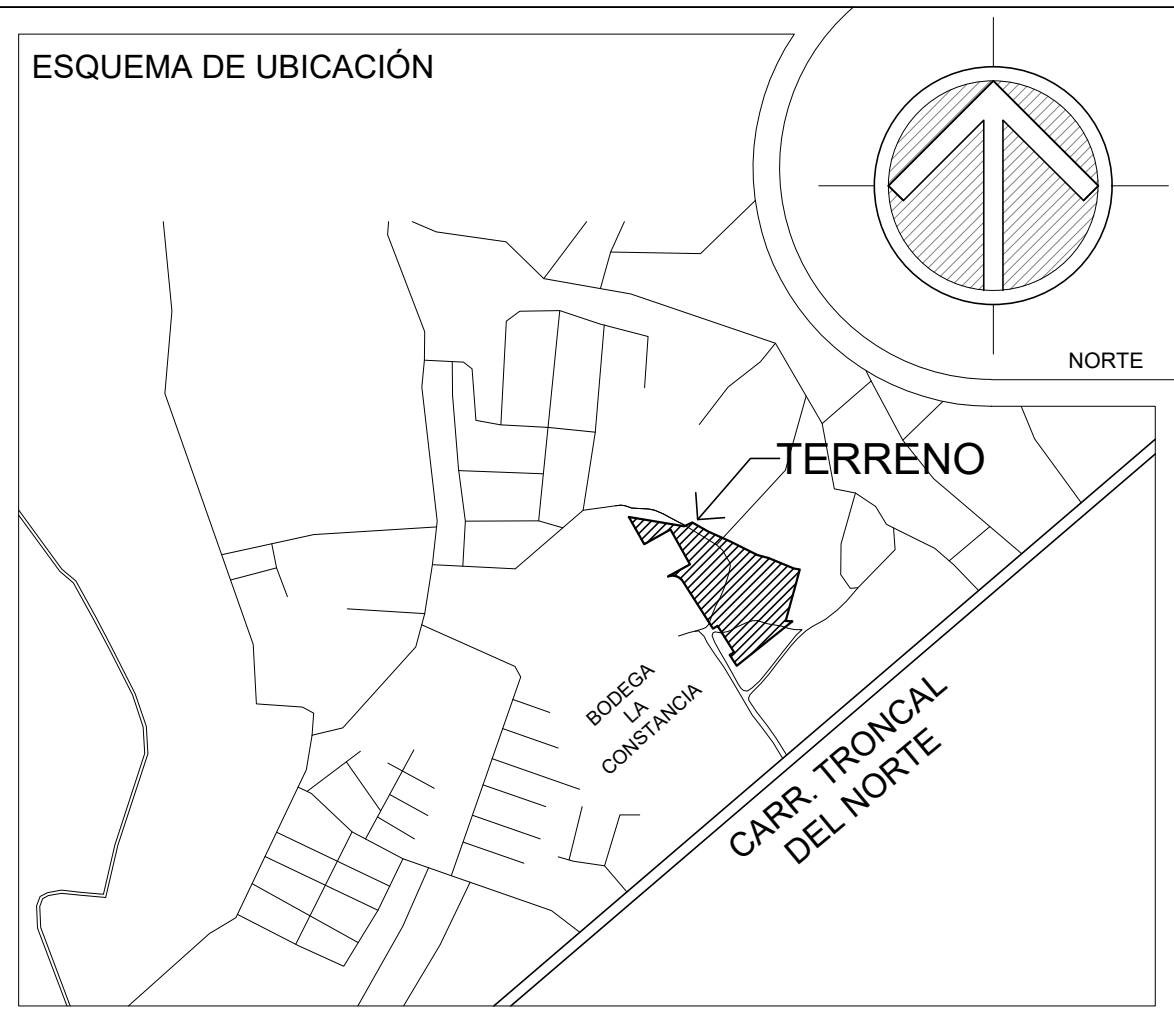 ESQUEMA DE UBICACIÓN
NORTE
TERRENO
BODEGA
LA
CONSTANCIA
CARR. TRONCAL
DEL NORTE